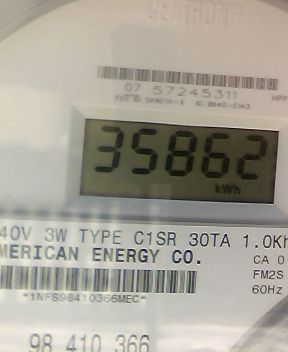 CENTRON®
07 57245311
35862
kWh
40V 3W TYPE C1SR 30TA 1.0Kh
MERICAN ENERGY CO.
CA 0
FM2S
60Hz
*1NFS98410366MEC*
98 410 366